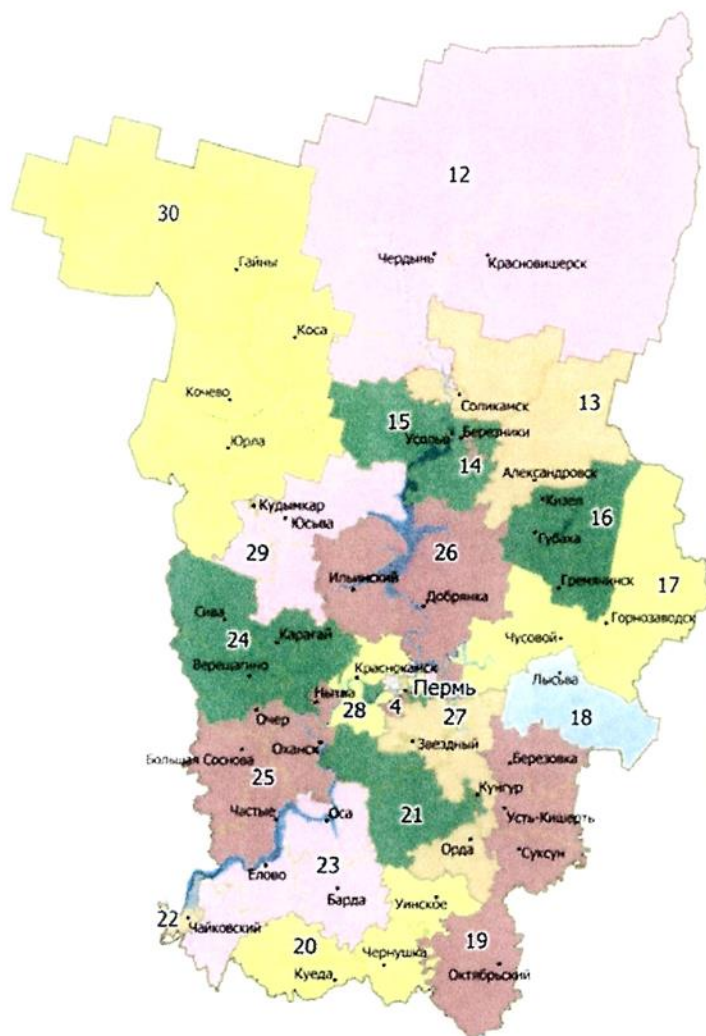 12
30
Гайны
Чердынь
Красновишерск
Коса
Кочево
Соликамск
13
15
Усолье
Березники
Юрла
14
Александровск
Кизел
16
Кудымкар
Юсьва
26
Губаха
29
Ильинский
Гремячинск
17
Добрянка
Сива
Горнозаводск
24
Карагай
Чусовой
Верещагино
Краснокамск
Лысьва
Пермь
Нытва
28
4
27
18
Очер
Оханск
Звездный
Большая Соснова
Березовка
25
Кунгур
Частые
Оса
21
Усть-Кишерть
Орда
Суксун
23
Елово
Барда
Уинское
22
Чайковский
20
Чернушка
19
Куеда
Октябрьский